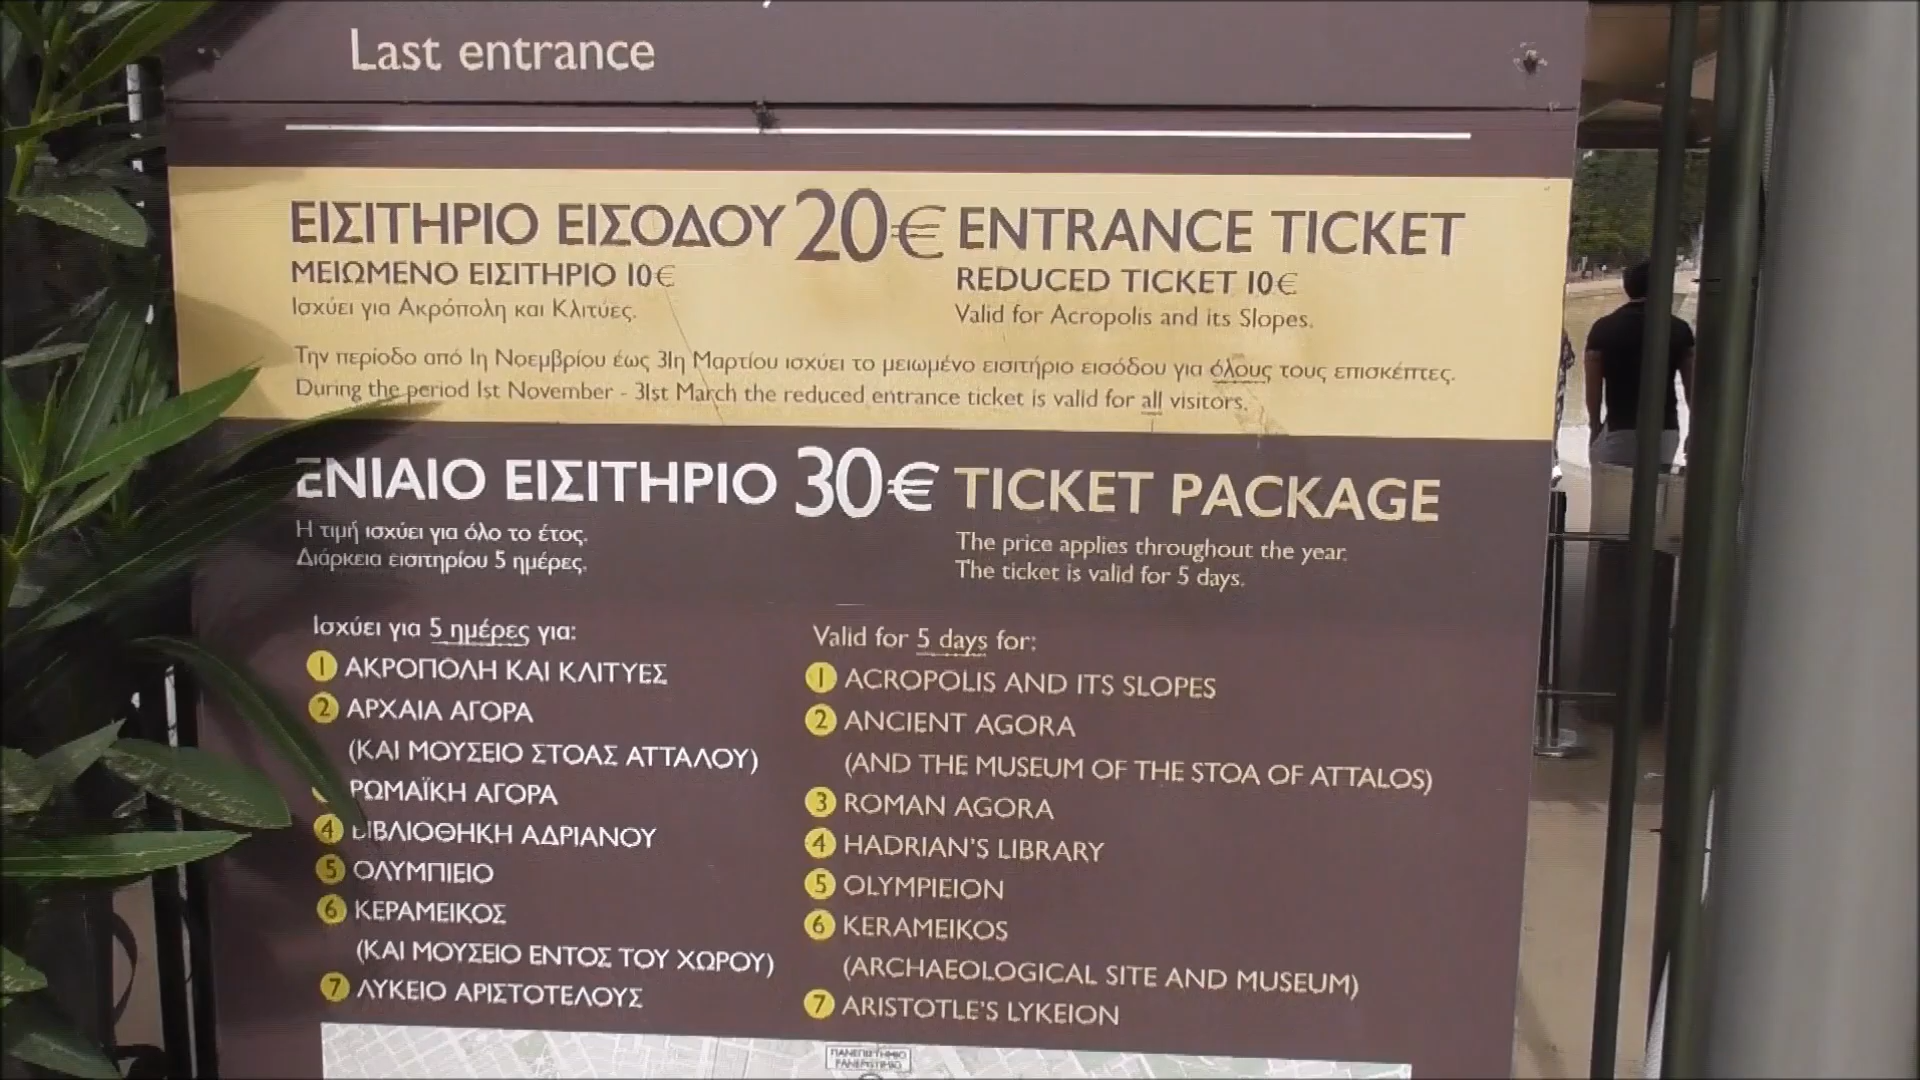 Last entrance
ΕΙΣΙΤΗΡΙΟ ΕΙΣΟΔΟΥ 20€ ENTRANCE TICKET
ΜΕΙΩΜΕΝΟ ΕΙΣΙΤΗΡΙΟ 10€
Ισχύει για Ακρόπολη και Κλιτύες.
REDUCED TICKET 10€
Valid for Acropolis and its Slopes.
Την περίοδο από 1η Νοεμβρίου έως 31η Μαρτίου ισχύει το μειωμένο εισιτήριο εισόδου για όλους τους επισκέπτες.
During the period 1st November - 31st March the reduced entrance ticket is valid for all visitors.
ΕΝΙΑΙΟ ΕΙΣΙΤΗΡΙΟ 30€ TICKET PACKAGE
Η τιμή ισχύει για όλο το έτος.
Διάρκεια εισιτηρίου 5 ημέρες.
The price applies throughout the year.
The ticket is valid for 5 days.
Ισχύει για 5 ημέρες για:
1 ΑΚΡΟΠΟΛΗ ΚΑΙ ΚΛΙΤΥΕΣ
2 ΑΡΧΑΙΑ ΑΓΟΡΑ
(ΚΑΙ ΜΟΥΣΕΙΟ ΣΤΟΑΣ ΑΤΤΑΛΟΥ)
ΡΩΜΑΪΚΗ ΑΓΟΡΑ
4 ΒΙΒΛΙΟΘΗΚΗ ΑΔΡΙΑΝΟΥ
5 ΟΛΥΜΠΙΕΙΟ
6 ΚΕΡΑΜΕΙΚΟΣ
(ΚΑΙ ΜΟΥΣΕΙΟ ΕΝΤΟΣ ΤΟΥ ΧΩΡΟΥ)
7 ΛΥΚΕΙΟ ΑΡΙΣΤΟΤΕΛΟΥΣ
Valid for 5 days for:
1 ACROPOLIS AND ITS SLOPES
2 ANCIENT AGORA
(AND THE MUSEUM OF THE STOA OF ATTALOS)
3 ROMAN AGORA
4 HADRIAN'S LIBRARY
5 OLYMPIEION
6 KERAMEIKOS
(ARCHAEOLOGICAL SITE AND MUSEUM)
7 ARISTOTLE'S LYKEION
ΠΑΝΕΠΙΣΤΗΜΙΟ
PANEPISTIMIO